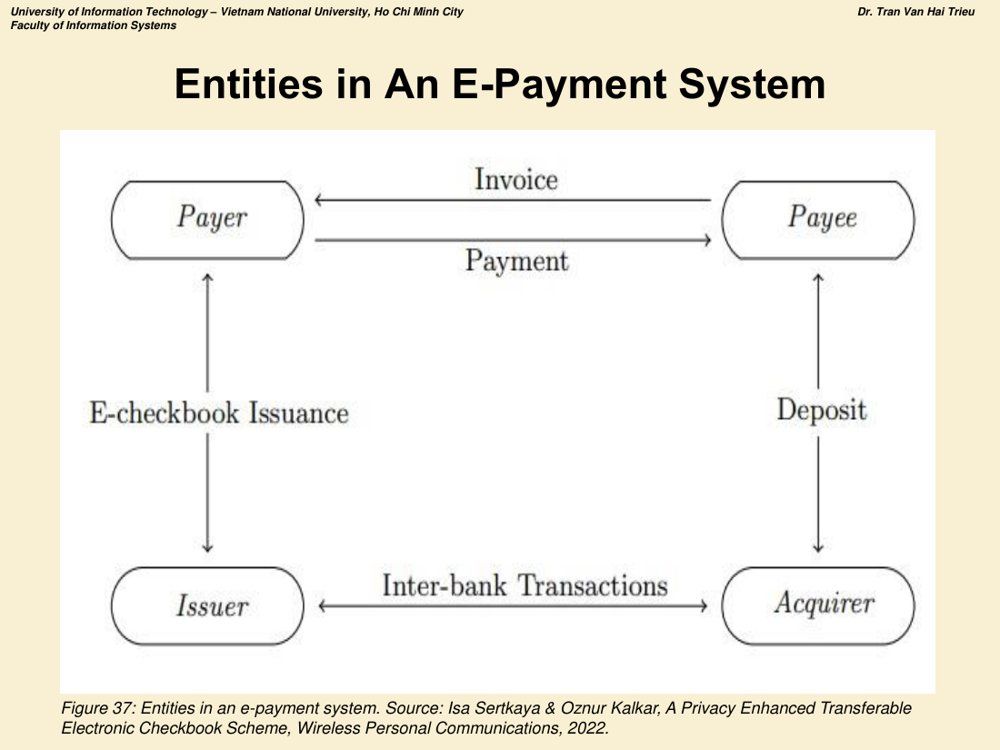 University of Information Technology – Vietnam National University, Ho Chi Minh City
Faculty of Information Systems
Dr. Tran Van Hai Trieu
Entities in An E-Payment System
Invoice
Payer
Payee
Payment
E-checkbook Issuance
Deposit
Inter-bank Transactions
Issuer
Acquirer
Figure 37: Entities in an e-payment system. Source: Isa Sertkaya & Oznur Kalkar, A Privacy Enhanced Transferable
Electronic Checkbook Scheme, Wireless Personal Communications, 2022.